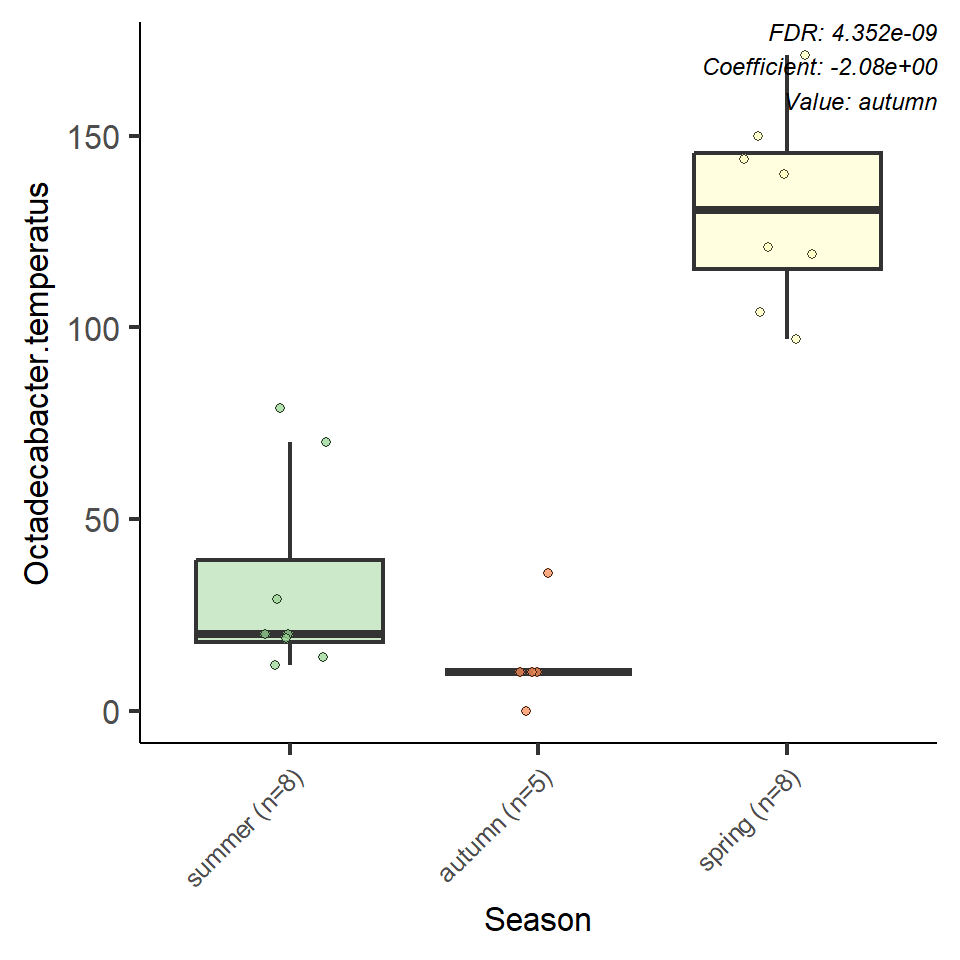 FDR: 4.352e-09
Coefficient: -2.08e+00
Value: autumn
150
100
50
0
Octadecabacter.temperatus
summer (n=8)
autumn (n=5)
spring (n=8)
Season